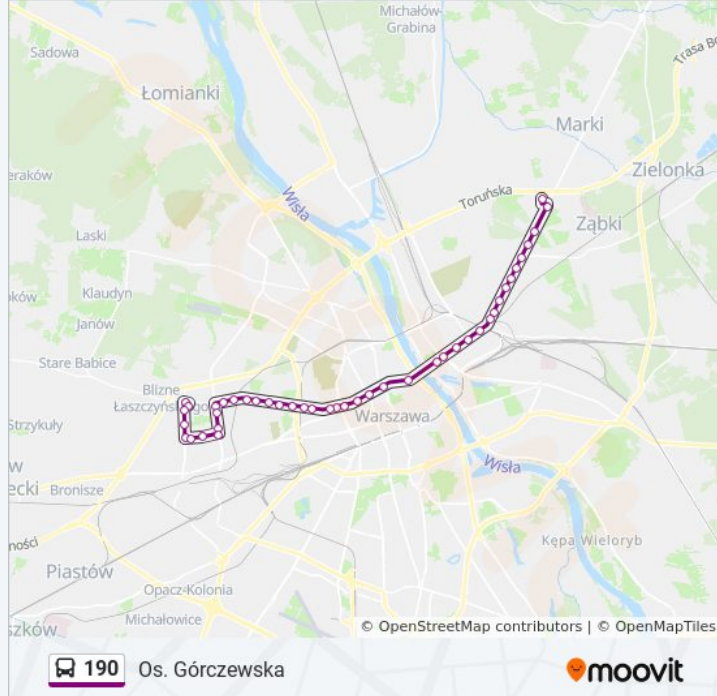 Michałów-
Grabina
Sadowa
Trasa Bo
Łomianki
Marki
Zielonka
eraków
Wisła
Toruńska
Ząbki
Laski
Klaudyn
ków
Janów
Stare Babice
Blizne
Łaszczyńskiego
Strzykuły
Warszawa
w
ecki
Bronisze
Wisła
ności
Kępa Wieloryb
Piastów
Opacz-Kolonia
Michałowice
szków
© OpenStreetMap contributors | © OpenMapTiles
190 Os. Górczewska
moovit